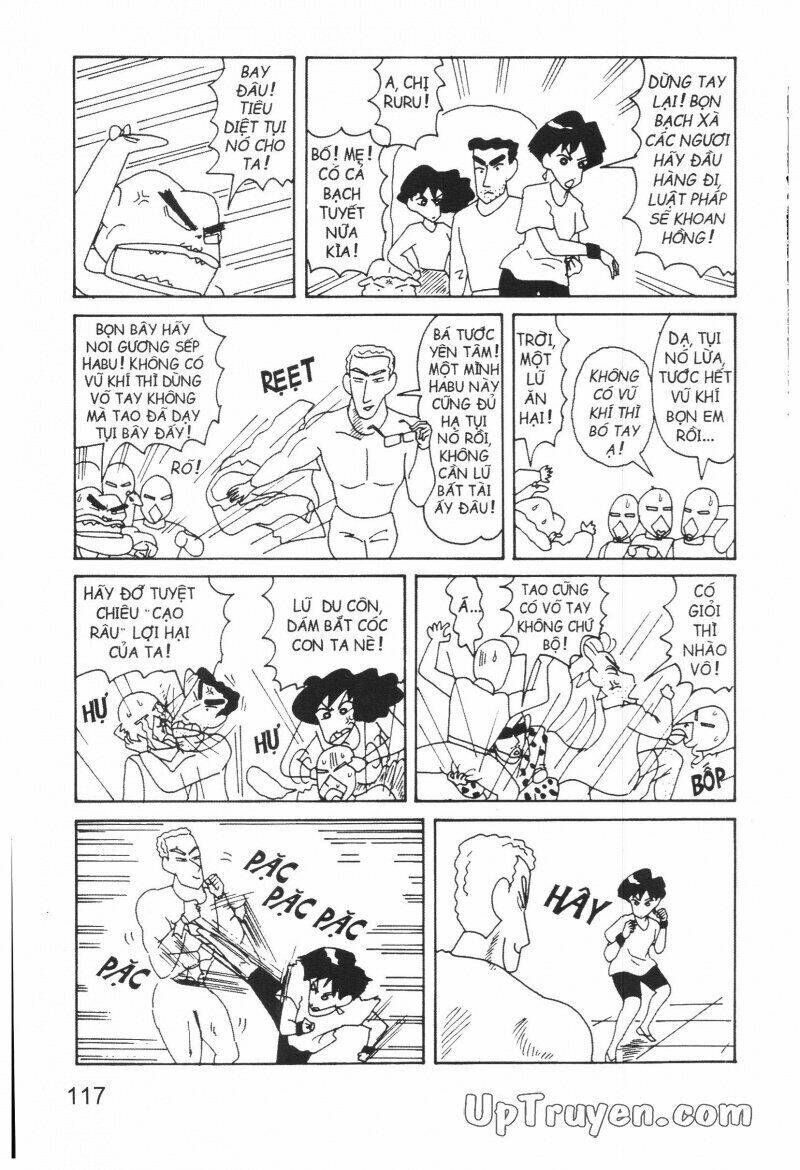 DỪNG TAY
LẠI! BỌN
BẠCH XÀ
CÁC NGƯƠI
HÃY ĐẦU
HÀNG ĐI,
LUẬT PHÁP
SẼ KHOAN
HỒNG!
A, CHỊ
RURU!
BỐ! MẸ!
CÓ CẢ
BẠCH
TUYẾT
NỮA
KÌA!
BAY
ĐÂU!
TIÊU
DIỆT TỤI
NÓ CHO
TA!
DẠ, TỤI
NÓ LỪA,
TƯỚC HẾT
VŨ KHÍ
BỌN EM
RỒI...
KHÔNG
CÓ VŨ
KHÍ THÌ
BÓ TAY
Ạ!
TRỜI,
MỘT
LŨ
ĂN
HẠI!
BÁ TƯỚC
YÊN TÂM!
MỘT MÌNH
HABU NÀY
CŨNG ĐỦ
HẠ TỤI
NÓ RỒI,
KHÔNG
CẦN LŨ
BẤT TÀI
ẤY ĐÂU!
RẸẸT
BỌN BÂY HÃY
NOI GƯƠNG SẾP
HABU! KHÔNG CÓ
VŨ KHÍ THÌ DÙNG
VÕ TAY KHÔNG
MÀ TAO ĐÃ DẠY
TỤI BÂY ĐẤY!
RÕ!
CÓ
GIỎI
THÌ
NHÀO
VÔ!
BỐP
TAO CŨNG
CÓ VÕ TAY
KHÔNG CHỨ
BỘ!
Á...
LŨ DU CÔN,
DÁM BẮT CÓC
CON TA NÈ!
HỰ
HÃY ĐỠ TUYỆT
CHIÊU "CẠO
RÂU" LỢI HẠI
CỦA TA!
HỰ
HÂY
PẶC
PẶC PẶC
PẶC
117
UpTruyen.com